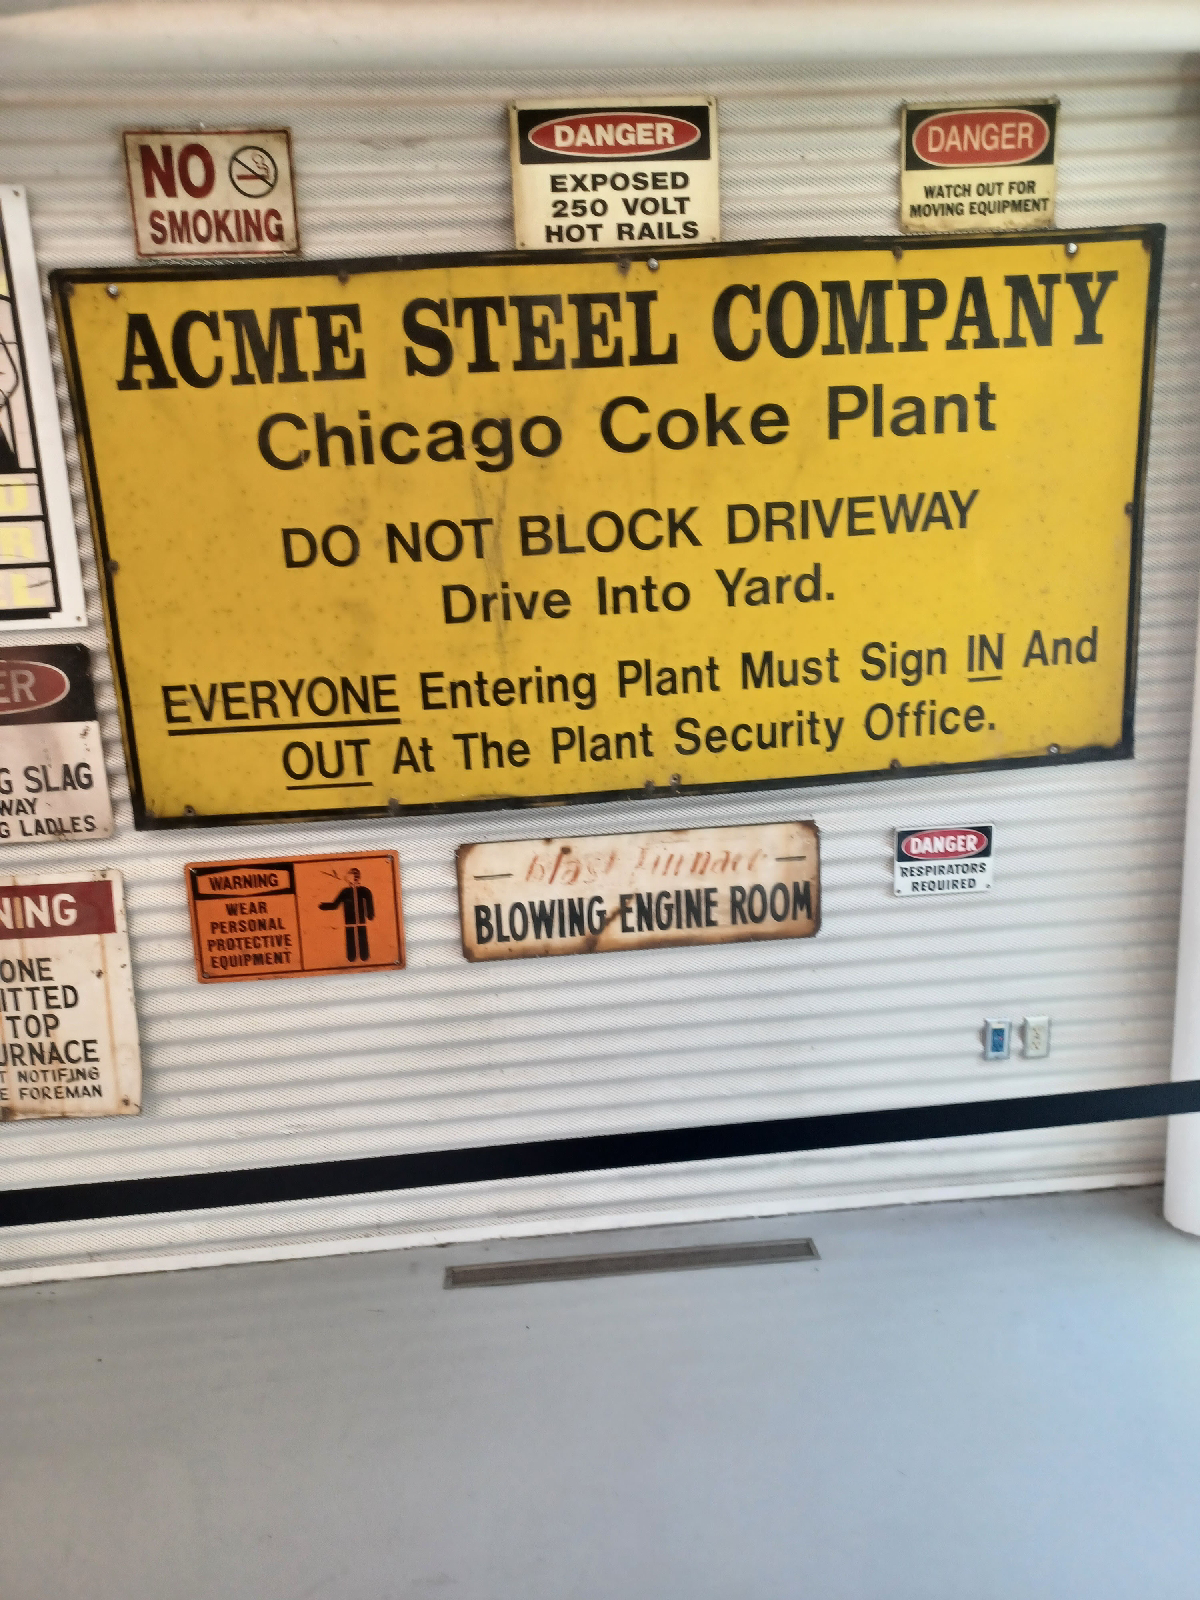 NO
SMOKING
DANGER
EXPOSED
250 VOLT
HOT RAILS
DANGER
WATCH OUT FOR
MOVING EQUIPMENT
ACME STEEL COMPANY
Chicago Coke Plant
DO NOT BLOCK DRIVEWAY
Drive Into Yard.
EVERYONE Entering Plant Must Sign IN And
OUT At The Plant Security Office.
ER
G SLAG
WAY
G LADLES
WARNING
WEAR
PERSONAL
PROTECTIVE
EQUIPMENT
Blast Furnace
BLOWING ENGINE ROOM
DANGER
RESPIRATORS
REQUIRED
NING
ONE
ITTED
TOP
URNACE
T NOTIFING
E FOREMAN